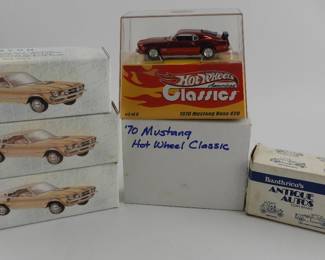 Hot Wheels
Classics
1970 Mustang Boss 429
'70 Mustang
Hot Wheel Classic
Banthrico's
ANTIQUE
AUTOS